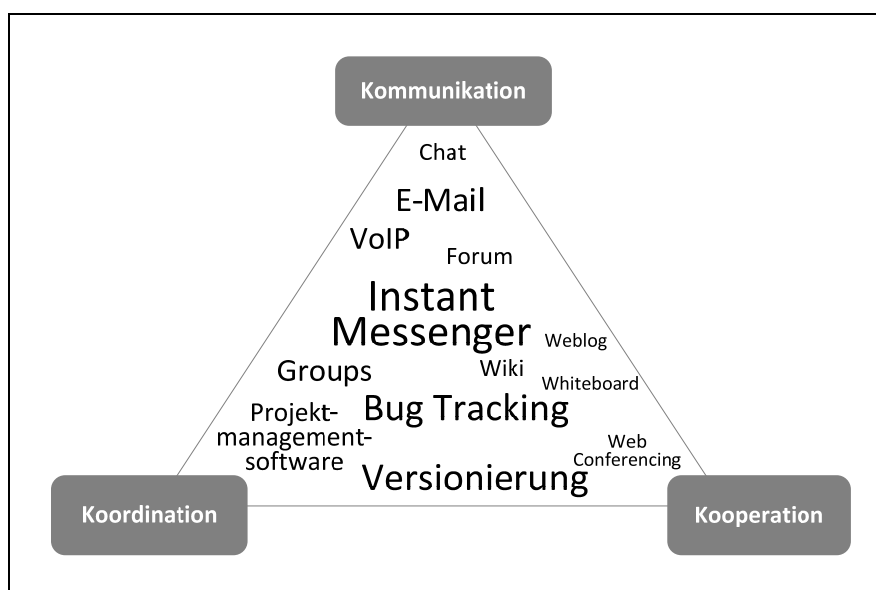 Kommunikation
Chat
E-Mail
VoIP
Forum
Instant
Messenger
Weblog
Groups
Wiki
Whiteboard
Projekt-
management-
software
Bug Tracking
Web
Conferencing
Versionierung
Koordination
Kooperation